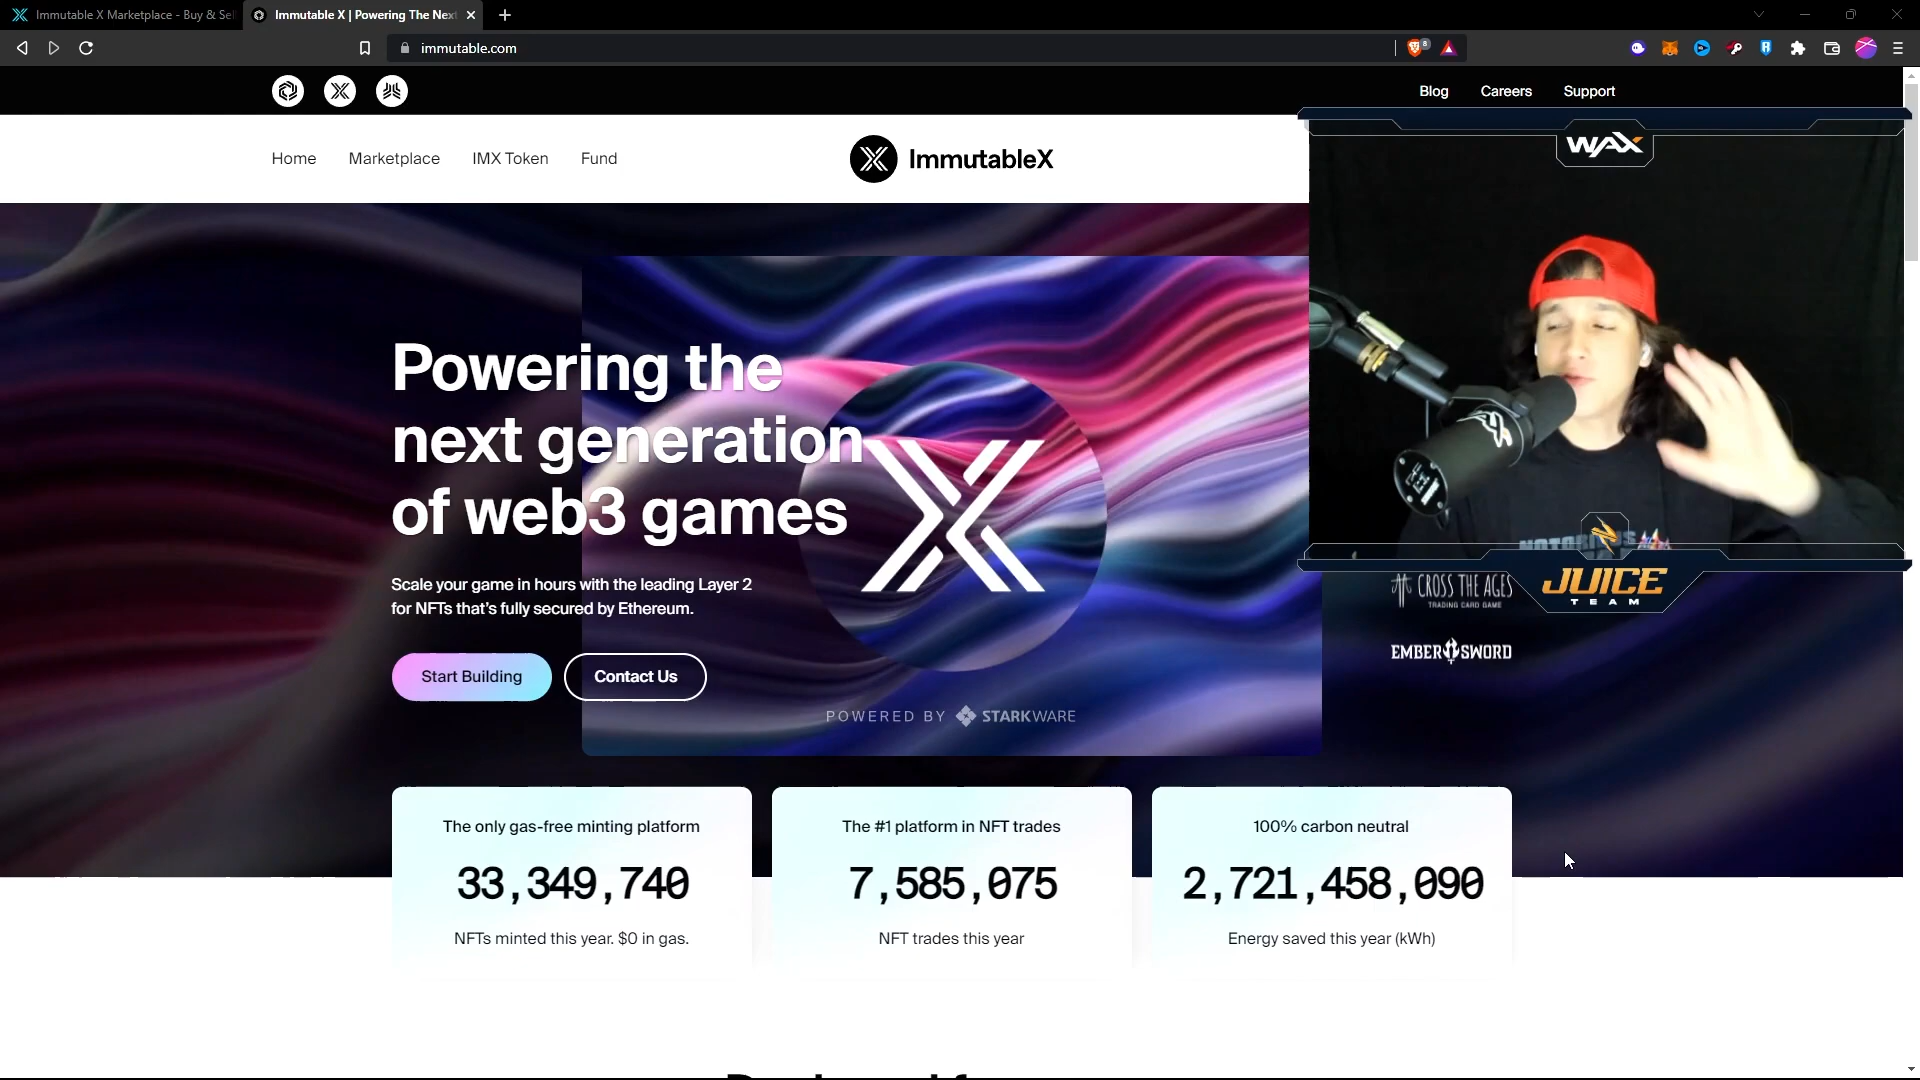 Immutable X Marketplace - Buy & Sel
Immutable X | Powering The Next
immutable.com
8
Blog
Careers
Support
Home
Marketplace
IMX Token
Fund
ImmutableX
WAX
Powering the
next generation
of web3 games
Scale your game in hours with the leading Layer 2
for NFTs that's fully secured by Ethereum.
Start Building
Contact Us
POWERED BY STARKWARE
CROSS THE AGES
TRADING CARD GAME
EMBER SWORD
JUICE
TEAM
The only gas-free minting platform
33,349,740
NFTs minted this year. $0 in gas.
The #1 platform in NFT trades
7,585,075
NFT trades this year
100% carbon neutral
2,721,458,090
Energy saved this year (kWh)